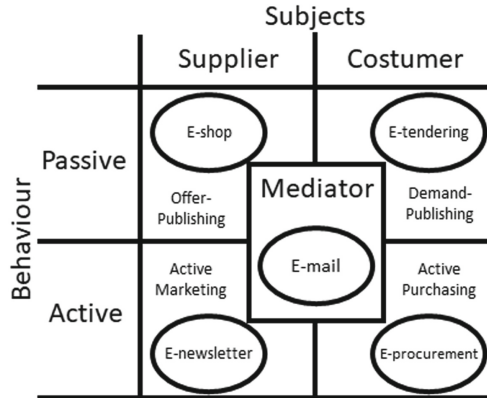 Subjects
Supplier
Costumer
Behaviour
Passive
E-shop
E-tendering
Offer-
Publishing
Mediator
E-mail
Demand-
Publishing
Active
Active
Marketing
E-newsletter
Active
Purchasing
E-procurement